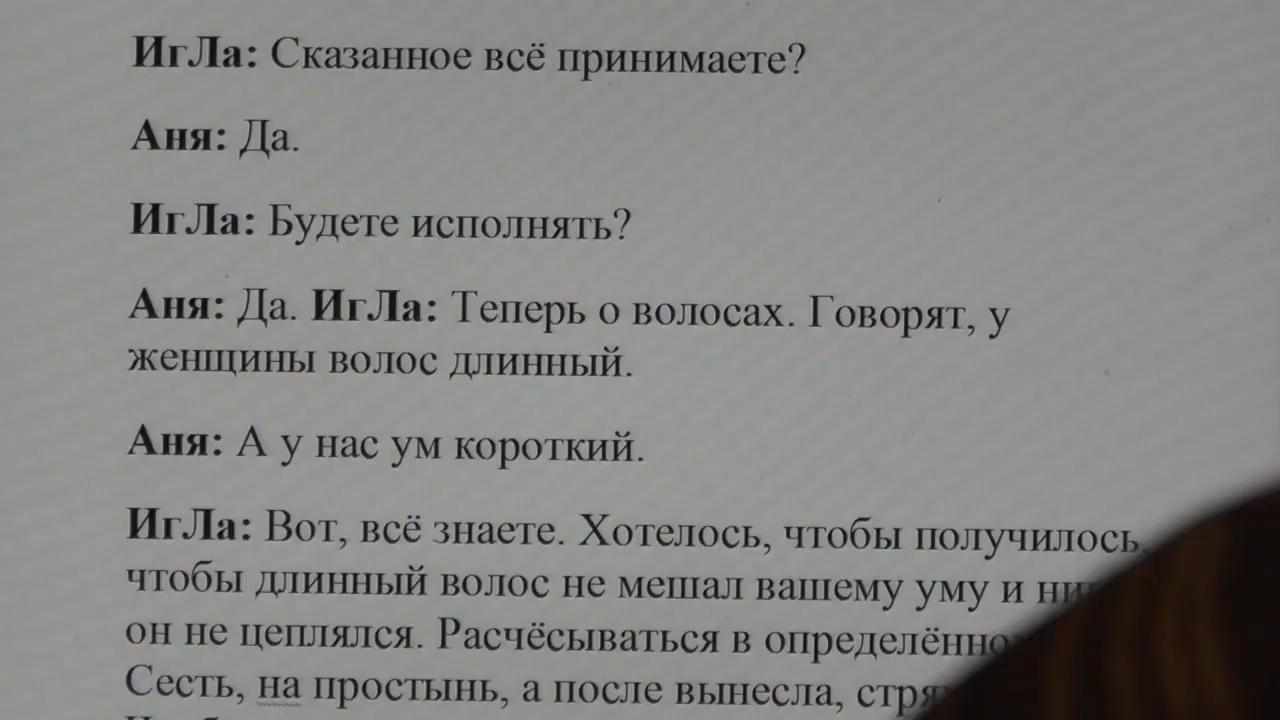 ИгЛа: Сказанное всё принимаете?
Аня: Да.
ИгЛа: Будете исполнять?
Аня: Да. ИгЛа: Теперь о волосах. Говорят, у
женщины волос длинный.
Аня: А у нас ум короткий.
ИгЛа: Вот, всё знаете. Хотелось, чтобы получилось,
чтобы длинный волос не мешал вашему уму и
он не цеплялся. Расчёсываться в
Сесть, на простынь, а после вынесла,